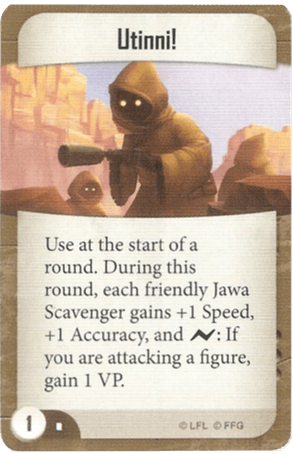 Utinni!
Use at the start of a
round. During this
round, each friendly Jawa
Scavenger gains +1 Speed,
+1 Accuracy, and : If
you are attacking a figure,
gain 1 VP.
1
© LFL © FFG